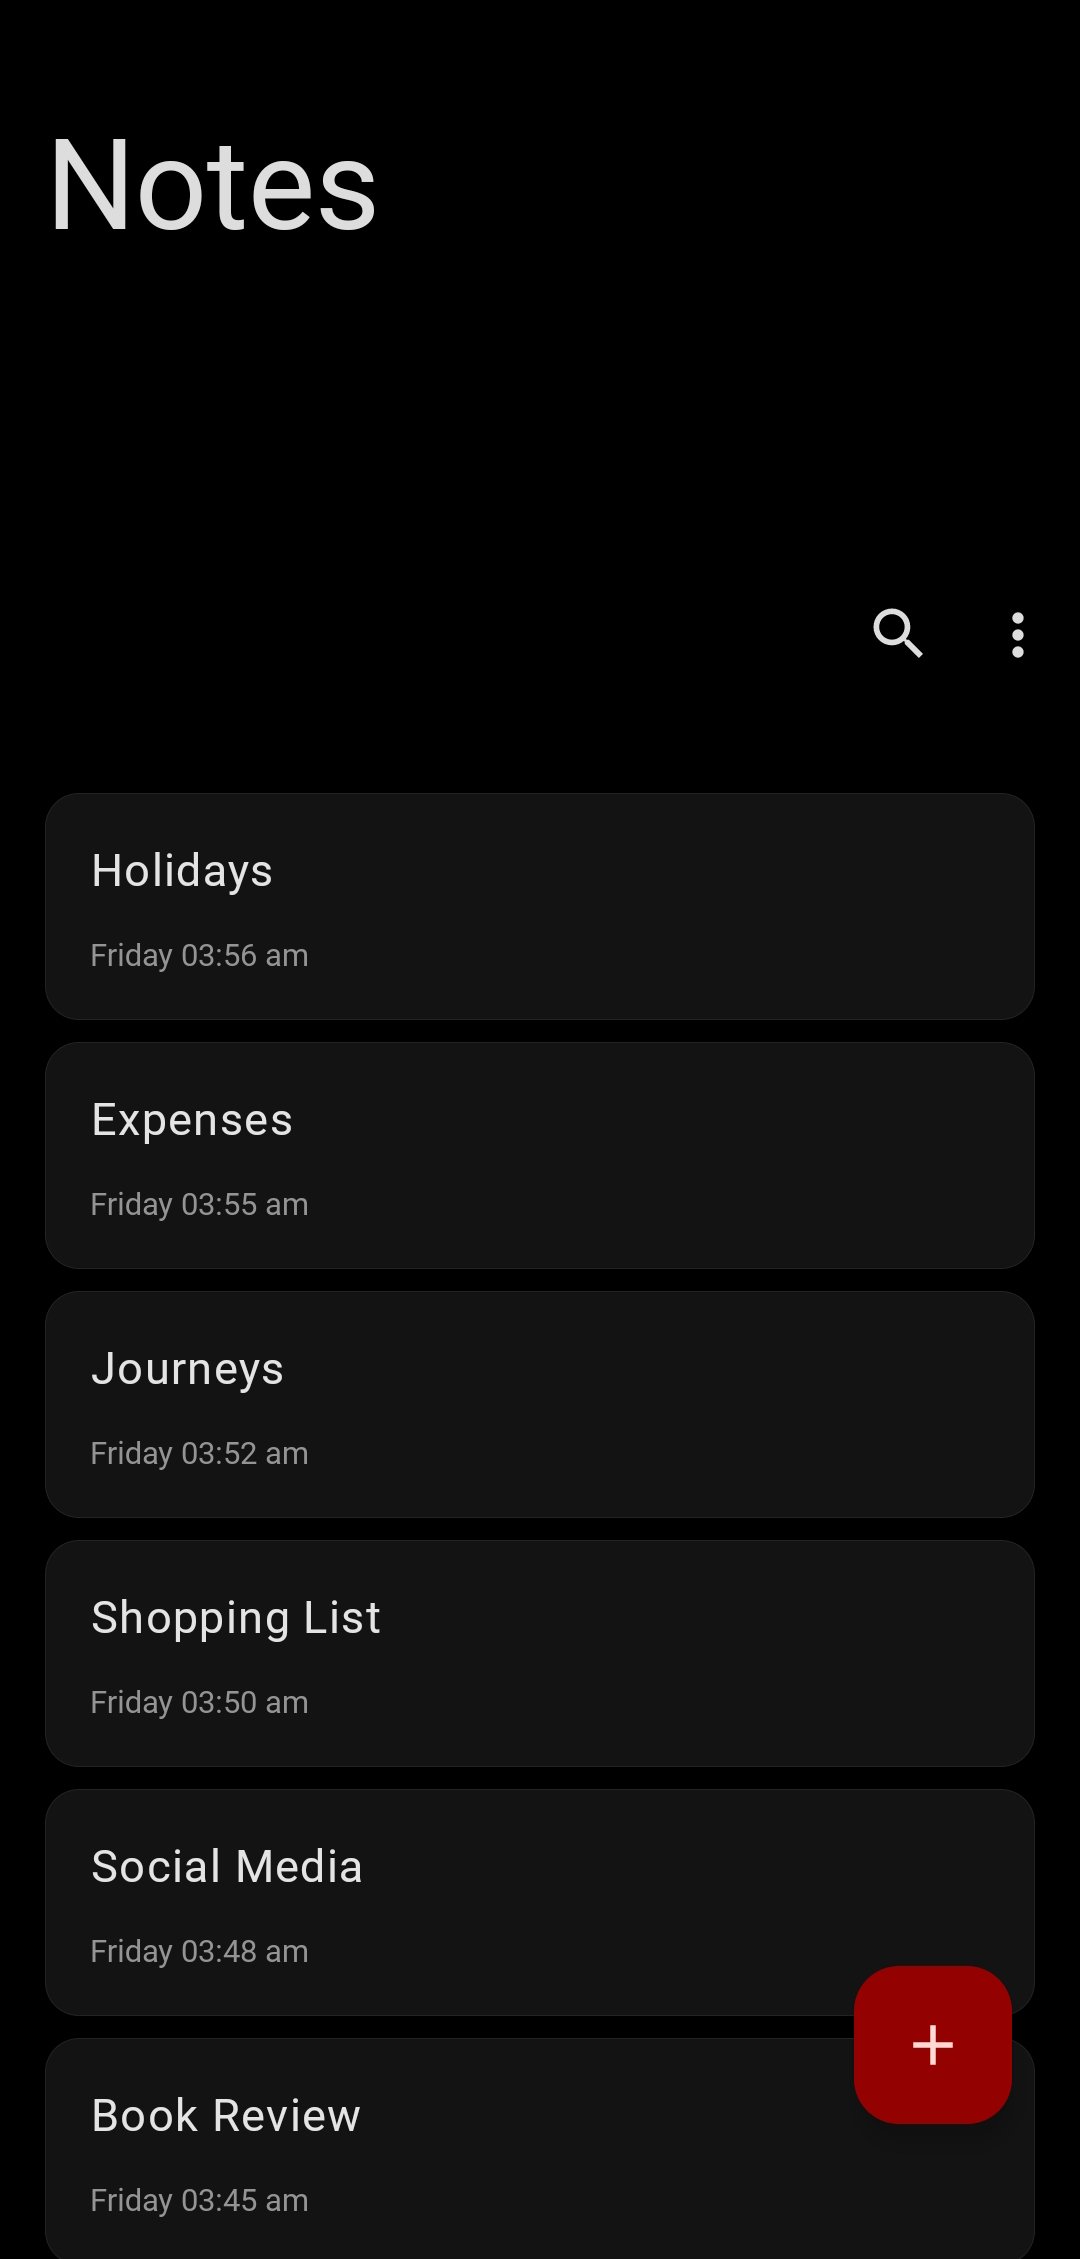 Notes
Holidays
Friday 03:56 am
Expenses
Friday 03:55 am
Journeys
Friday 03:52 am
Shopping List
Friday 03:50 am
Social Media
Friday 03:48 am
Book Review
Friday 03:45 am